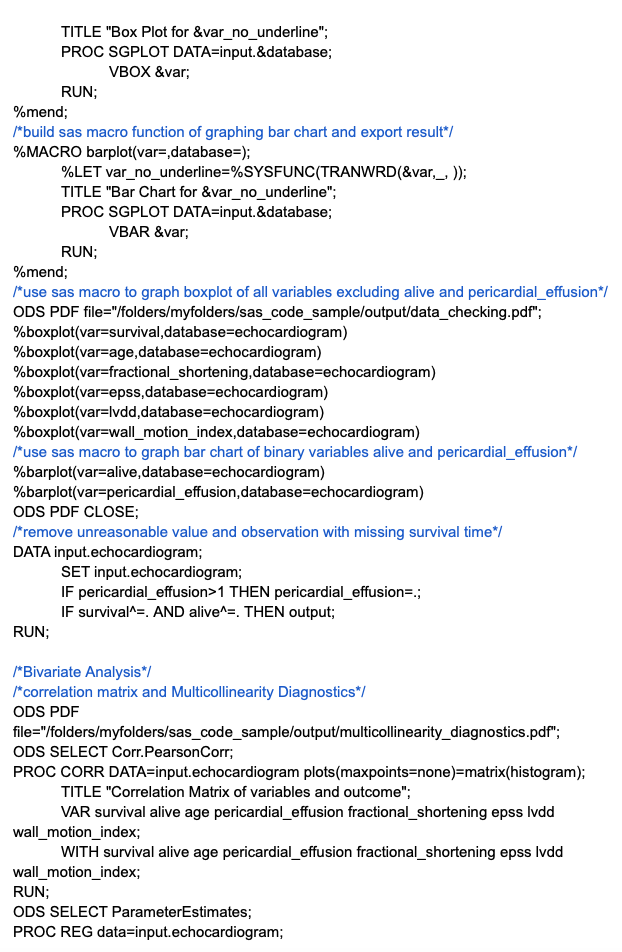 TITLE "Box Plot for &var_no_underline";
PROC SGPLOT DATA=input.&database;
VBOX &var;
RUN;
%mend;
/*build sas macro function of graphing bar chart and export result*/
%MACRO barplot(var=,database=);
%LET var_no_underline=%SYSFUNC(TRANWRD(&var,_, ));
TITLE "Bar Chart for &var_no_underline";
PROC SGPLOT DATA=input.&database;
VBAR &var;
RUN;
%mend;
/*use sas macro to graph boxplot of all variables excluding alive and pericardial_effusion*/
ODS PDF file="/folders/myfolders/sas_code_sample/output/data_checking.pdf";
%boxplot(var=survival,database=echocardiogram)
%boxplot(var=age,database=echocardiogram)
%boxplot(var=fractional_shortening,database=echocardiogram)
%boxplot(var=epss,database=echocardiogram)
%boxplot(var=lvdd,database=echocardiogram)
%boxplot(var=wall_motion_index,database=echocardiogram)
/*use sas macro to graph bar chart of binary variables alive and pericardial_effusion*/
%barplot(var=alive,database=echocardiogram)
%barplot(var=pericardial_effusion,database=echocardiogram)
ODS PDF CLOSE;
/*remove unreasonable value and observation with missing survival time*/
DATA input.echocardiogram;
SET input.echocardiogram;
IF pericardial_effusion>1 THEN pericardial_effusion=.;
IF survival^=. AND alive^=. THEN output;
RUN;
/*Bivariate Analysis*/
/*correlation matrix and Multicollinearity Diagnostics*/
ODS PDF
file="/folders/myfolders/sas_code_sample/output/multicollinearity_diagnostics.pdf";
ODS SELECT Corr.PearsonCorr;
PROC CORR DATA=input.echocardiogram plots(maxpoints=none)=matrix(histogram);
TITLE "Correlation Matrix of variables and outcome";
VAR survival alive age pericardial_effusion fractional_shortening epss lvdd
wall_motion_index;
WITH survival alive age pericardial_effusion fractional_shortening epss lvdd
wall_motion_index;
RUN;
ODS SELECT ParameterEstimates;
PROC REG data=input.echocardiogram;